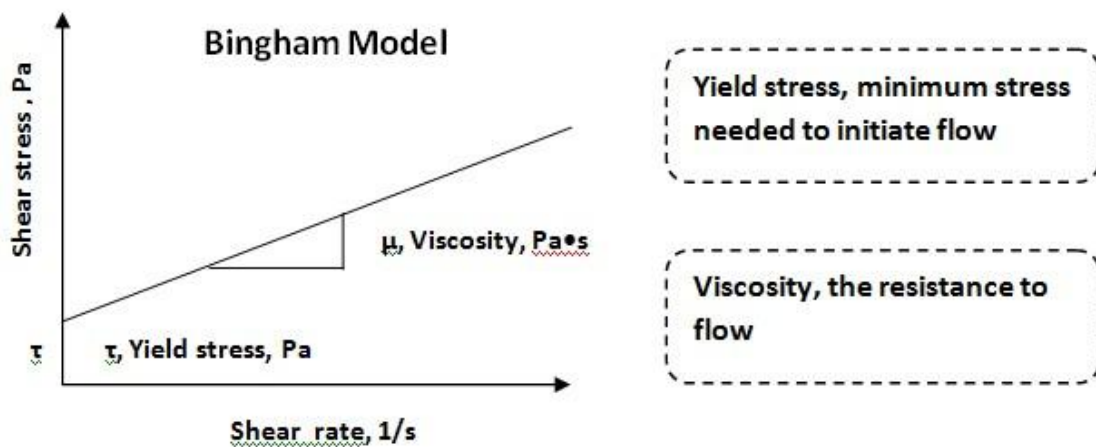 Bingham Model
Shear stress , Pa
μ, Viscosity, Pa•s
τ
τ, Yield stress, Pa
Shear rate, 1/s
Yield stress, minimum stress
needed to initiate flow
Viscosity, the resistance to
flow